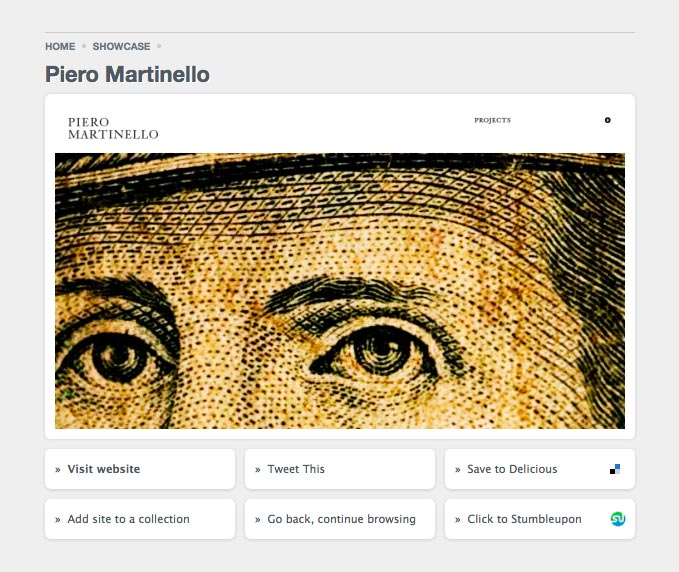 HOME SHOWCASE
Piero Martinello
PIERO
MARTINELLO
PROJECTS
» Visit website
» Tweet This
» Save to Delicious
» Add site to a collection
» Go back, continue browsing
» Click to Stumbleupon